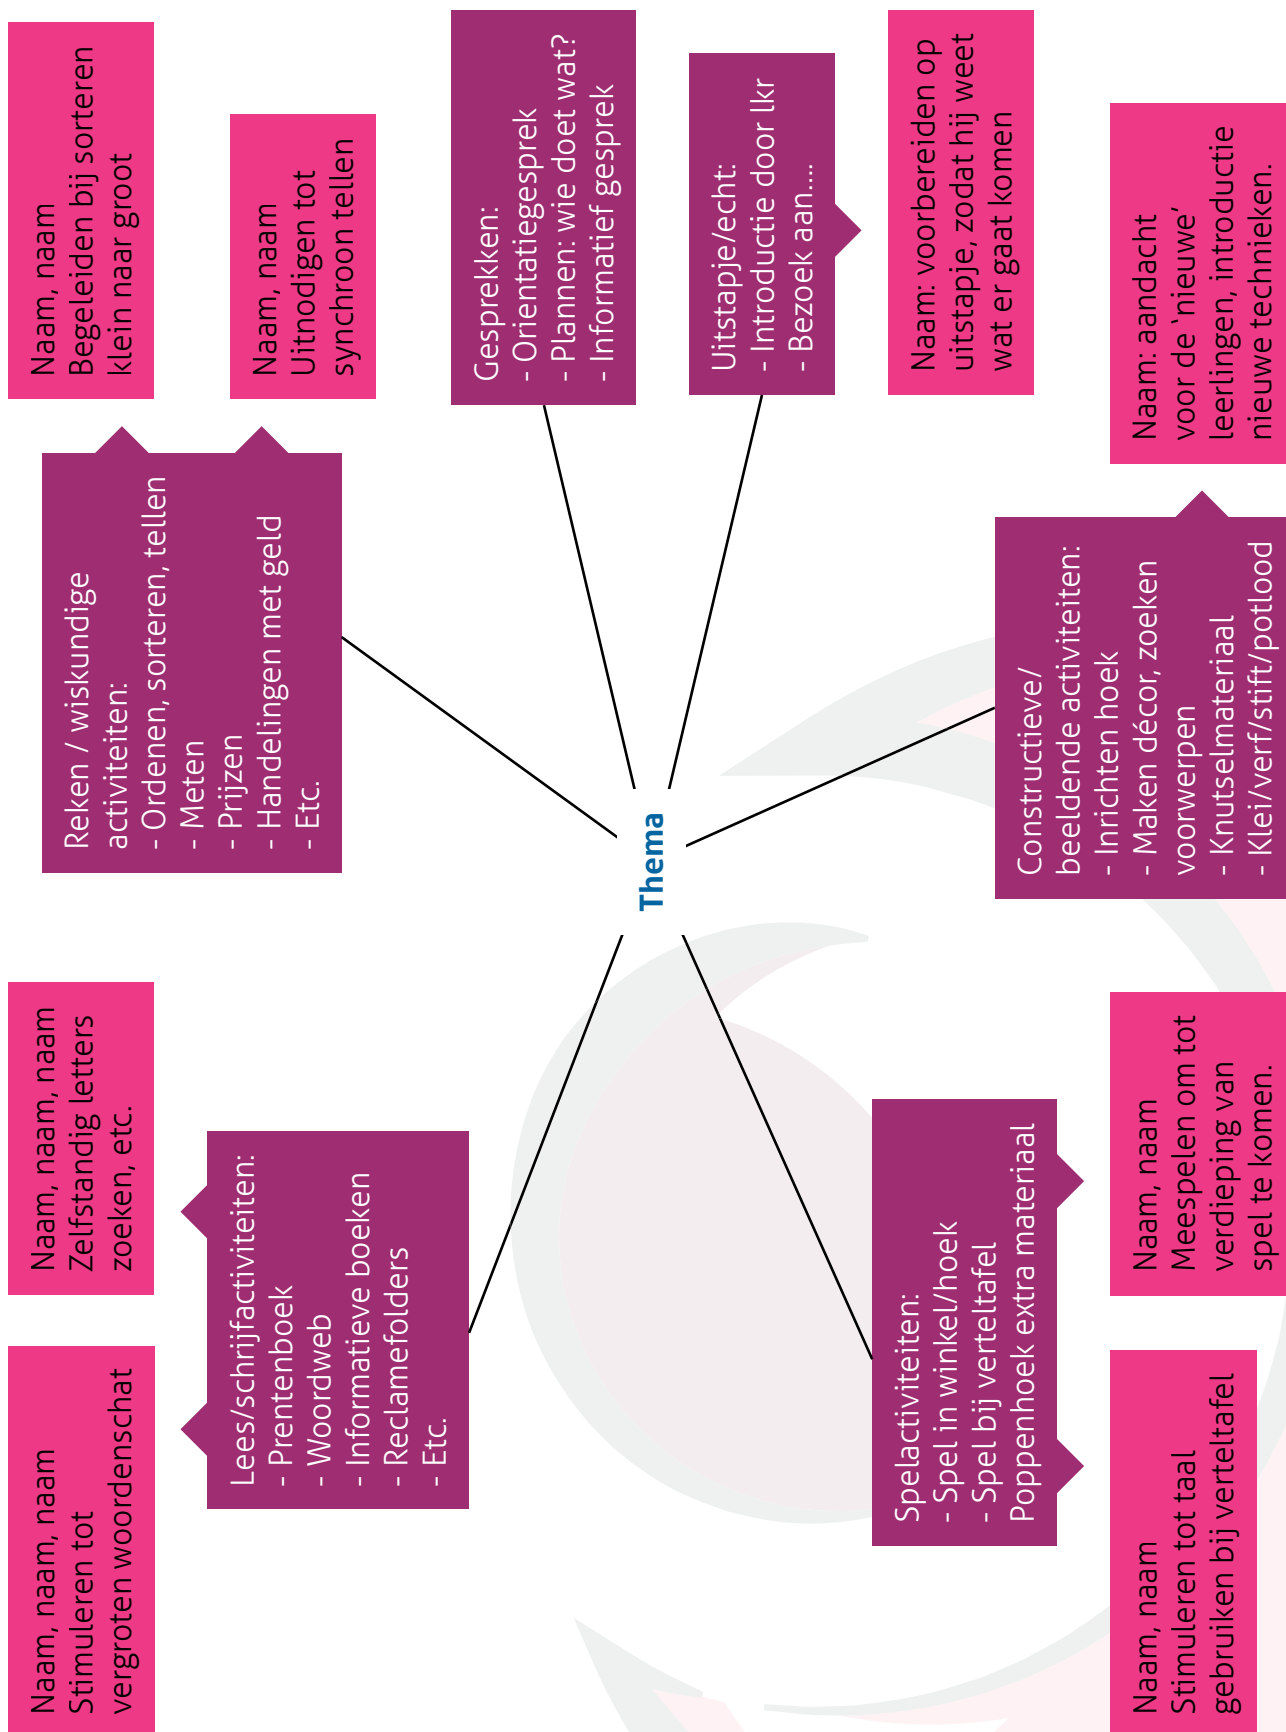 Naam, naam, naam
Stimuleren tot
vergroten woordenschat
Naam, naam, naam
Zelfstandig letters
zoeken, etc.
Naam, naam
Begeleiden bij sorteren
klein naar groot
Naam, naam
Uitnodigen tot
synchroon tellen
Lees/schrijfactiviteiten:
- Prentenboek
- Woordweb
- Informatieve boeken
- Reclamefolders
- Etc.
Reken / wiskundige
activiteiten:
- Ordenen, sorteren, tellen
- Meten
- Prijzen
- Handelingen met geld
- Etc.
Gesprekken:
- Orientatiegesprek
- Plannen: wie doet wat?
- Informatief gesprek
Thema
Uitstapje/echt:
- Introductie door lkr
- Bezoek aan....
Naam: voorbereiden op
uitstapje, zodat hij weet
wat er gaat komen
Spelactiviteiten:
- Spel in winkel/hoek
- Spel bij verteltafel
Poppenhoek extra materiaal
Constructieve/
beeldende activiteiten:
- Inrichten hoek
- Maken décor, zoeken
voorwerpen
- Knutselmateriaal
- Klei/verf/stift/potlood
Naam, naam
Stimuleren tot taal
gebruiken bij verteltafel
Naam, naam
Meespelen om tot
verdieping van
spel te komen.
Naam: aandacht
voor de ‘nieuwe’
leerlingen, introductie
nieuwe technieken.